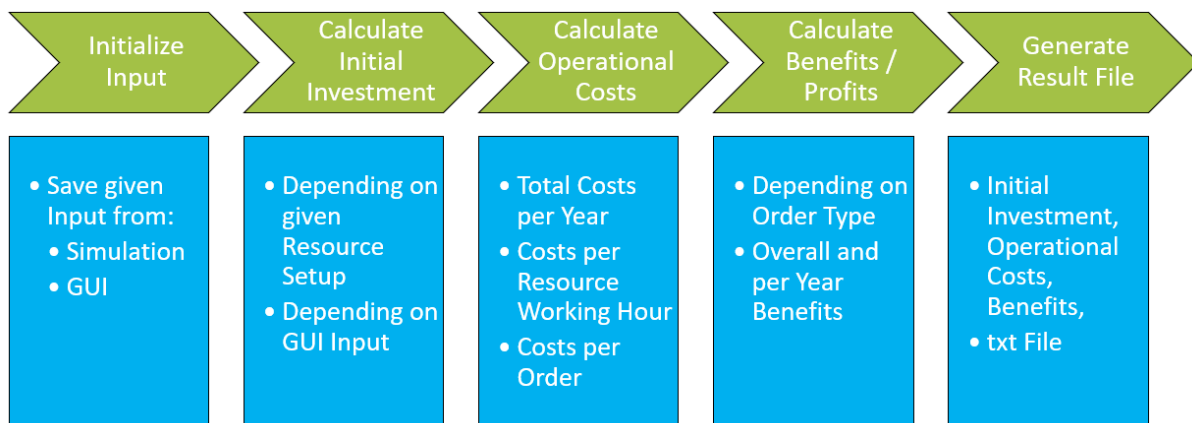 Initialize
Input
Calculate
Initial
Investment
Calculate
Operational
Costs
Calculate
Benefits /
Profits
Generate
Result File
• Save given
Input from:
• Simulation
• GUI
• Depending on
given
Resource
Setup
• Depending on
GUI Input
• Total Costs
per Year
• Costs per
Resource
Working Hour
• Costs per
Order
• Depending on
Order Type
• Overall and
per Year
Benefits
• Initial
Investment,
Operational
Costs,
Benefits,
• txt File